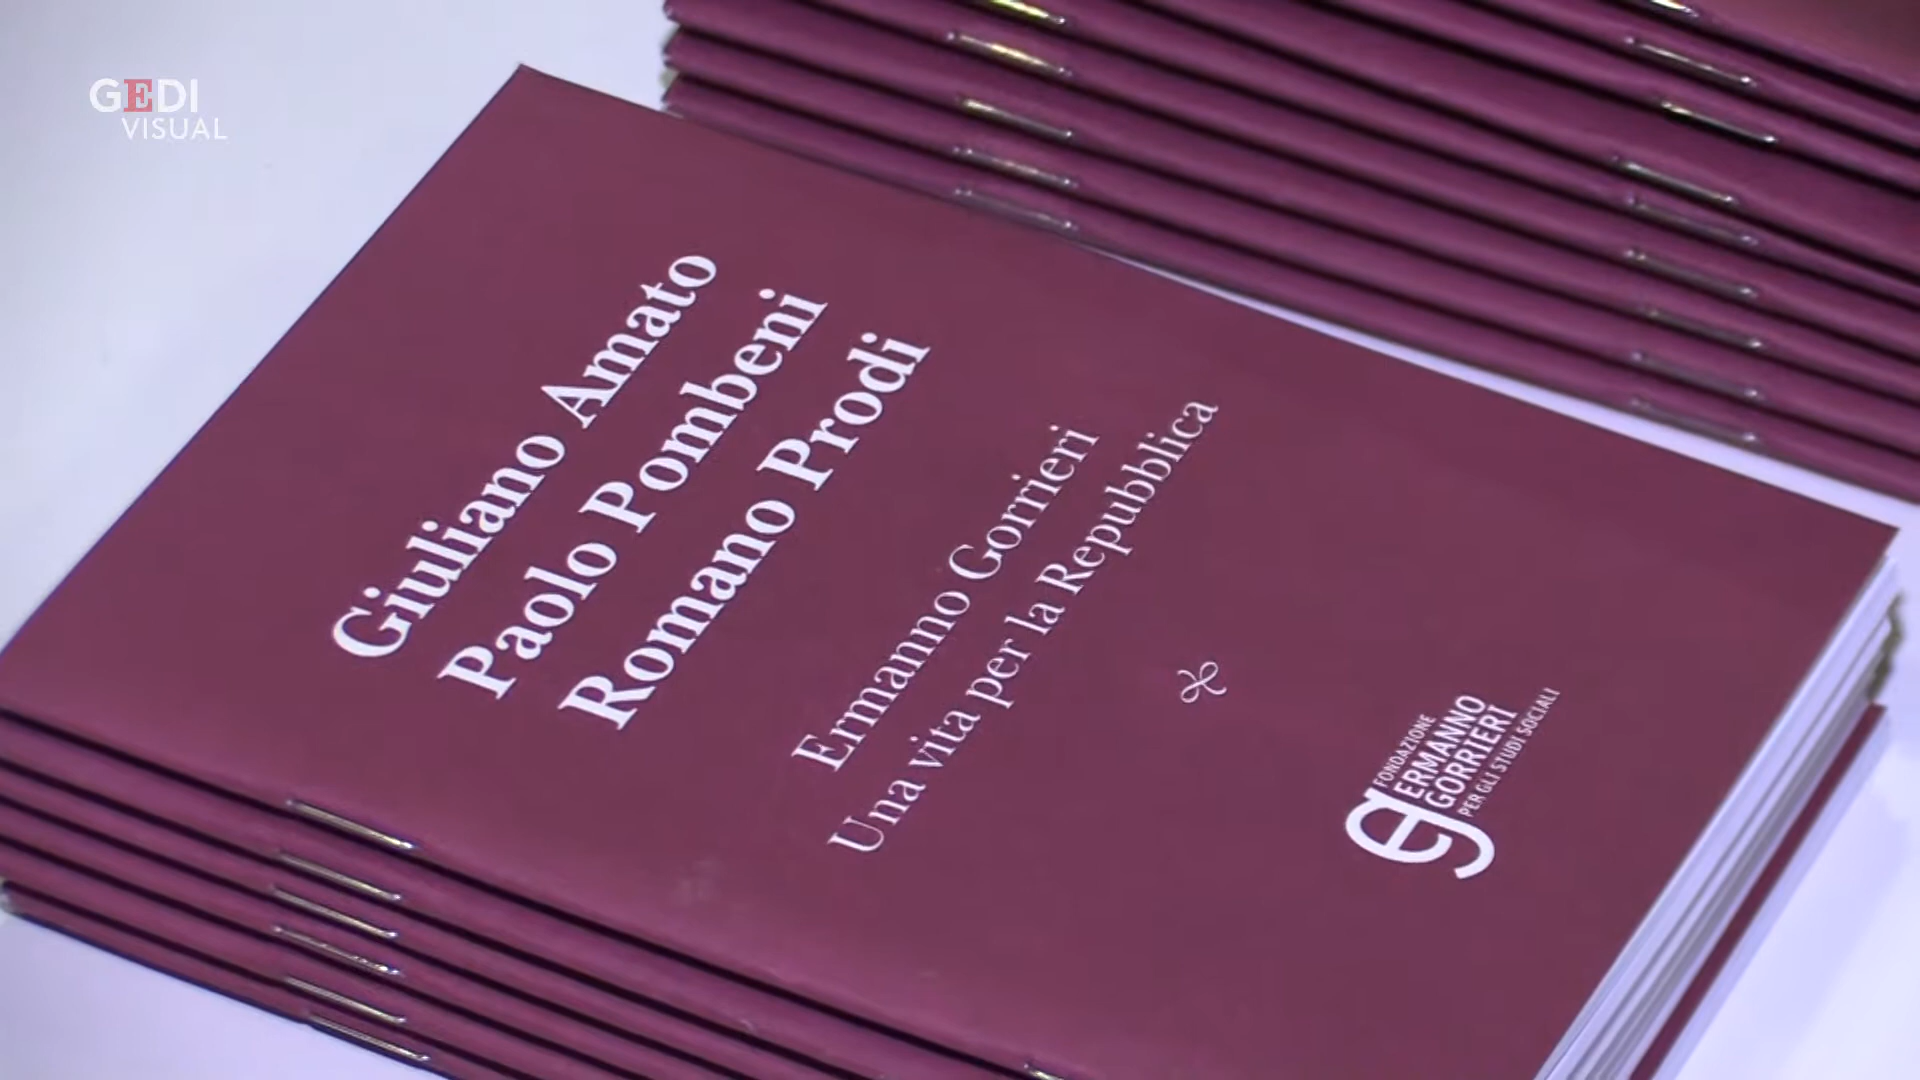 GEDI
VISUAL
Giuliano Amato
Paolo Pombeni
Romano Prodi
Ermanno Gorrieri
Una vita per la Repubblica
eg
FONDAZIONE
ERMANNO
GORRIERI
PER GLI STUDI SOCIALI